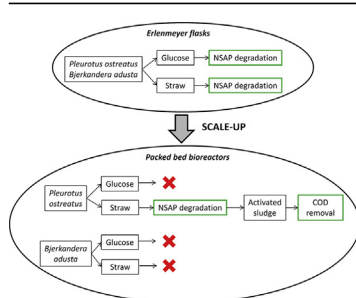 Erlenmeyer flasks
Pleurotus ostreatus
Bjerkandera adusta
Glucose
NSAP degradation
Straw
NSAP degradation
SCALE-UP
Packed bed bioreactors
Pleurotus
ostreatus
Glucose
Straw
NSAP degradation
Activated
sludge
COD
removal
Bjerkandera
adusta
Glucose
Straw